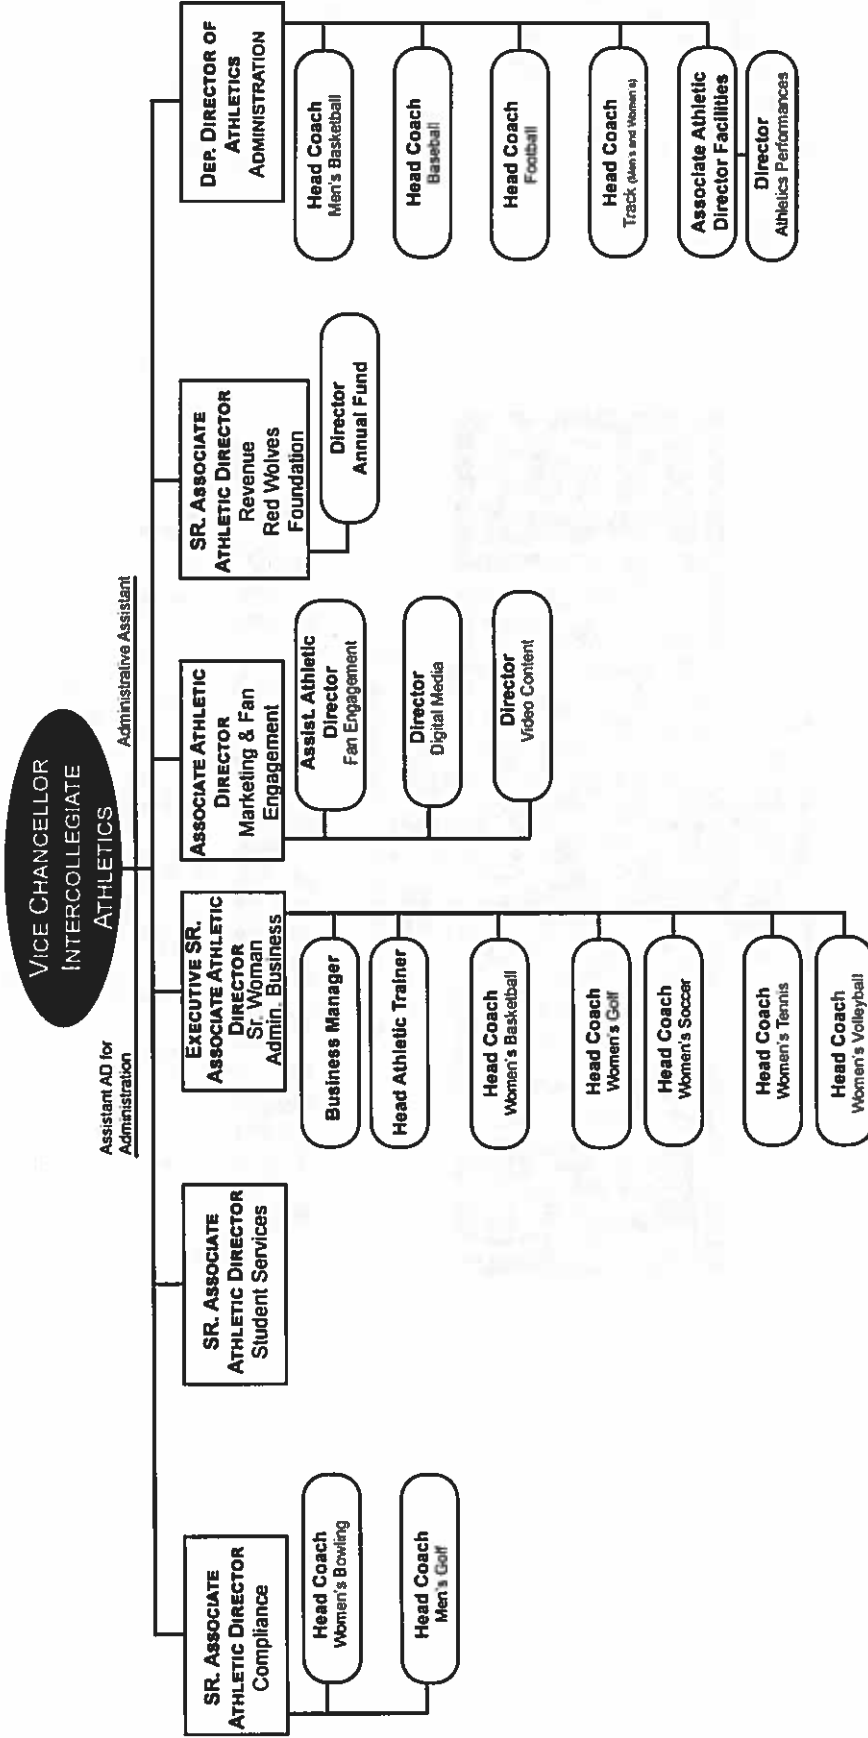 VICE CHANCELLOR
INTERCOLLEGIATE
ATHLETICS
Assistant AD for
Administration
Administrative Assistant
SR. ASSOCIATE
ATHLETIC DIRECTOR
Compliance
Head Coach
Women's Bowling
Head Coach
Men's Golf
SR. ASSOCIATE
ATHLETIC DIRECTOR
Student Services
EXECUTIVE SR.
ASSOCIATE ATHLETIC
DIRECTOR
Sr. Woman
Admin. Business
Business Manager
Head Athletic Trainer
Head Coach
Women's Basketball
Head Coach
Women's Golf
Head Coach
Women's Soccer
Head Coach
Women's Tennis
Head Coach
Women's Volleyball
ASSOCIATE ATHLETIC
DIRECTOR
Marketing & Fan
Engagement
Assist. Athletic
Director
Fan Engagement
Director
Digital Media
Director
Video Content
SR. ASSOCIATE
ATHLETIC DIRECTOR
Revenue
Red Wolves
Foundation
Director
Annual Fund
DEP. DIRECTOR OF
ATHLETICS
ADMINISTRATION
Head Coach
Men's Basketball
Head Coach
Baseball
Head Coach
Football
Head Coach
Track (Men's and Women's)
Associate Athletic
Director Facilities
Director
Athletics Performances